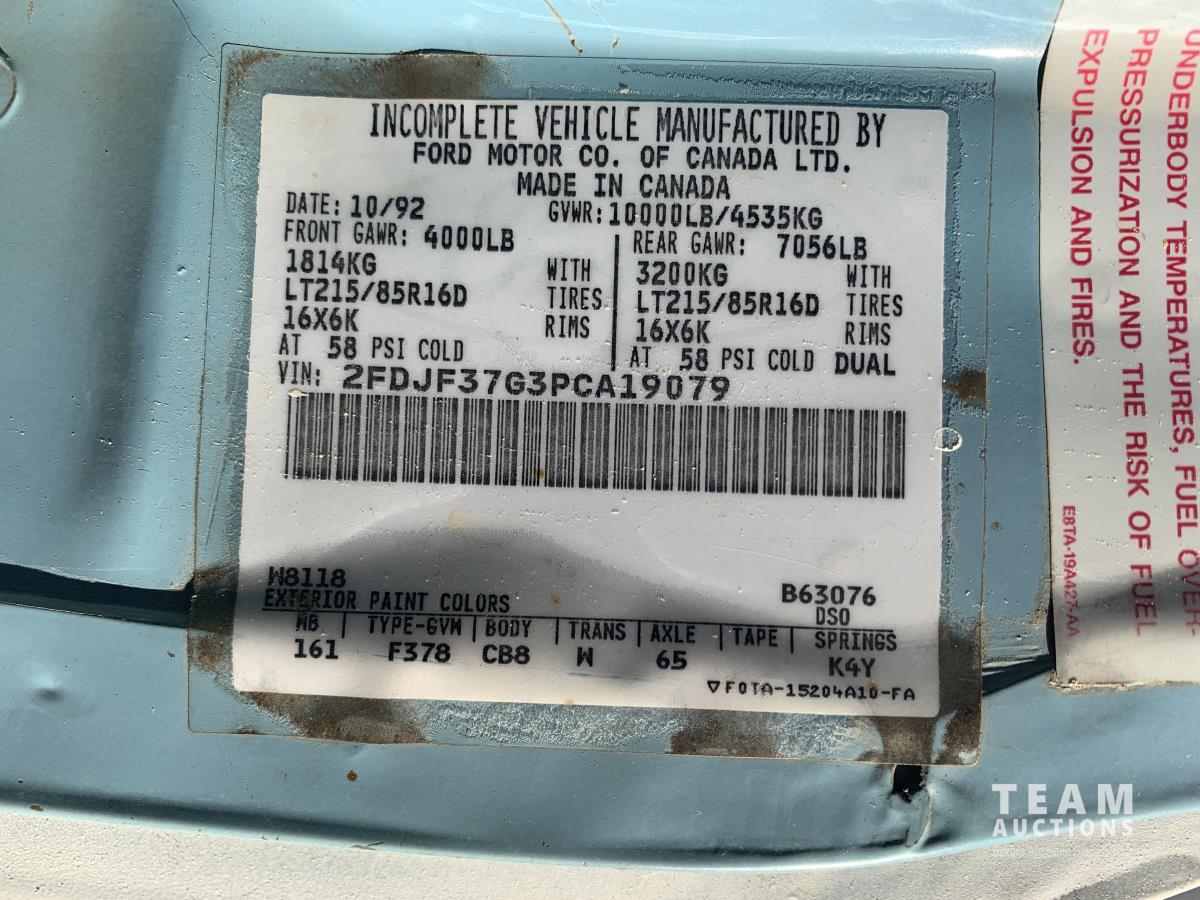 INCOMPLETE VEHICLE MANUFACTURED BY
FORD MOTOR CO. OF CANADA LTD.
MADE IN CANADA
DATE: 10/92 GVWR: 10000LB/4535KG
FRONT GAWR: 4000LB REAR GAWR: 7056LB
1814KG WITH 3200KG WITH
LT215/85R16D TIRES LT215/85R16D TIRES
16X6K RIMS 16X6K RIMS
AT 58 PSI COLD AT 58 PSI COLD DUAL
VIN: 2FDJF37G3PCA19079
W8118 B63076
EXTERIOR PAINT COLORS DSO
WB | TYPE-GVW | BODY | TRANS | AXLE | TAPE | SPRINGS
161 F378 CB8 W 65 K4Y
▽F0TA-15204A10-FA
UNDERBODY TEMPERATURES, FUEL OVER-
PRESSURIZATION AND THE RISK OF FUEL
EXPULSION AND FIRES.
E8TA-19A427-AA
TEAM
AUCTIONS